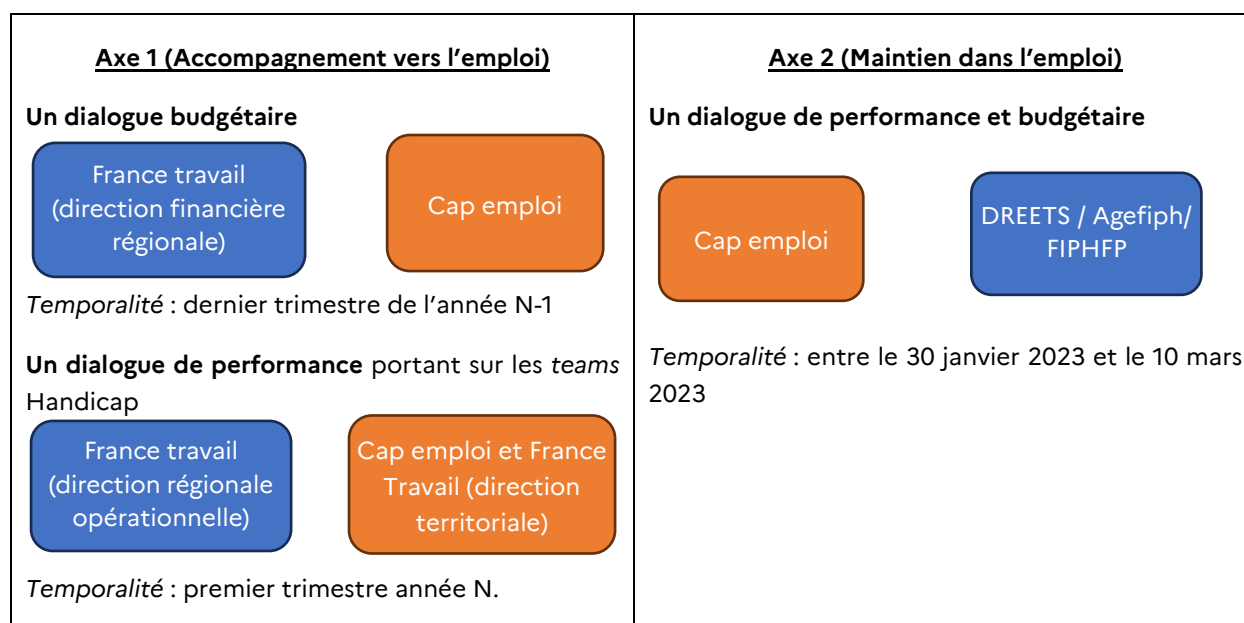 Axe 1 (Accompagnement vers l’emploi)
Un dialogue budgétaire
France travail
(direction financière
régionale)
Cap emploi
Temporalité : dernier trimestre de l’année N-1
Un dialogue de performance portant sur les teams
Handicap
France travail
(direction régionale
opérationnelle)
Cap emploi et France
Travail (direction
territoriale)
Temporalité : premier trimestre année N.
Axe 2 (Maintien dans l’emploi)
Un dialogue de performance et budgétaire
Cap emploi
DREETS / Agefiph/
FIPHFP
Temporalité : entre le 30 janvier 2023 et le 10 mars
2023